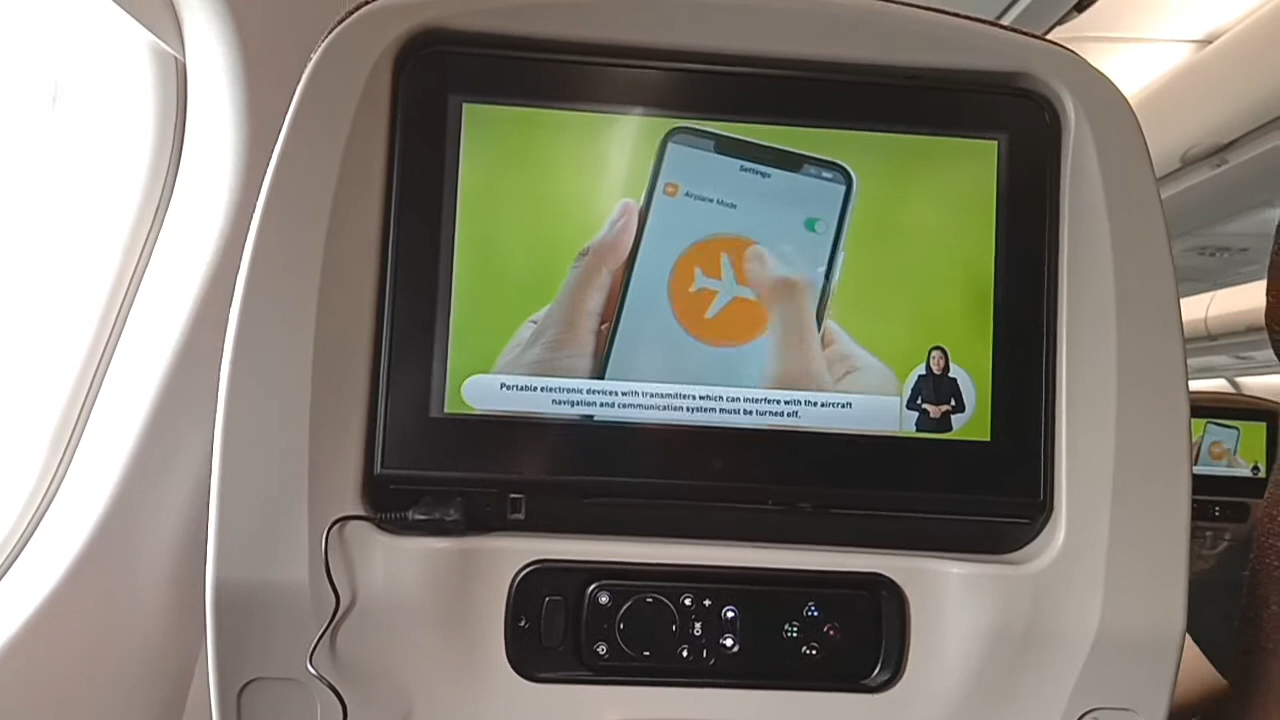 Settings
Airplane Mode
Portable electronic devices with transmitters which can interfere with the aircraft
navigation and communication system must be turned off.
OK